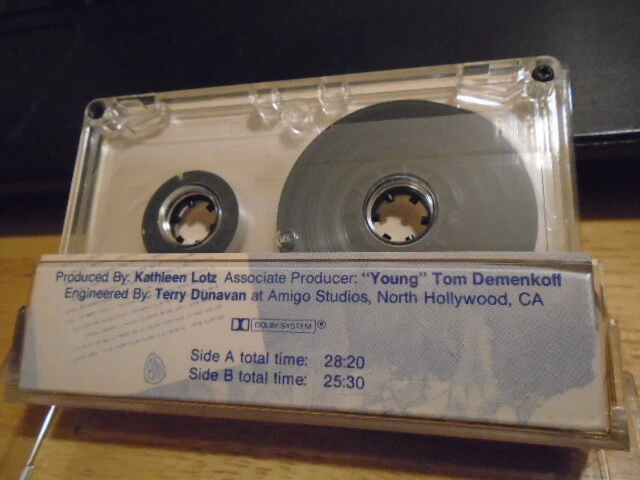 Produced By: Kathleen Lotz Associate Producer: "Young" Tom Demenkoff
Engineered By: Terry Dunavan at Amigo Studios, North Hollywood, CA
DOLBY SYSTEM ®
Side A total time: 28:20
Side B total time: 25:30